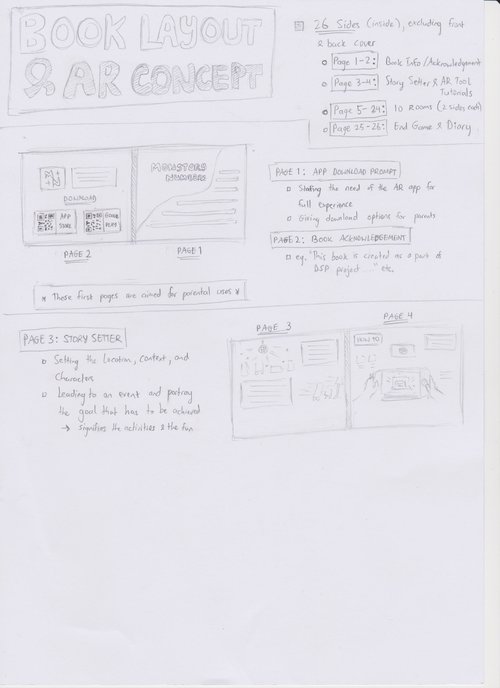 BOOK LAYOUT
& AR CONCEPT
26 Sides (inside), excluding front
& back cover
Page 1-2: Book Info/Acknowledgement
Page 3-4: Story Setter & AR Tool
Tutorials
Page 5-24: 10 Rooms (2 sides each)
Page 25-26: End Game & Diary
MONSTERS
NUMBER
DOWNLOAD
APP
STORE
GOOGLE
PLAY
PAGE 2
PAGE 1
PAGE 1: APP DOWNLOAD PROMPT
Stating the need of the AR app for
full experience
Giving download options for parents
PAGE 2: BOOK ACKNOWLEDGEMENT
eg. "This book is created as a part of
DSP project ...." etc.
* These first pages are aimed for parental uses *
PAGE 3: STORY SETTER
Setting the Location, Context, and
Characters
Leading to an event and portray
the goal that has to be achieved
→ signifies the activities & the fun
PAGE 3
PAGE 4
HOW TO